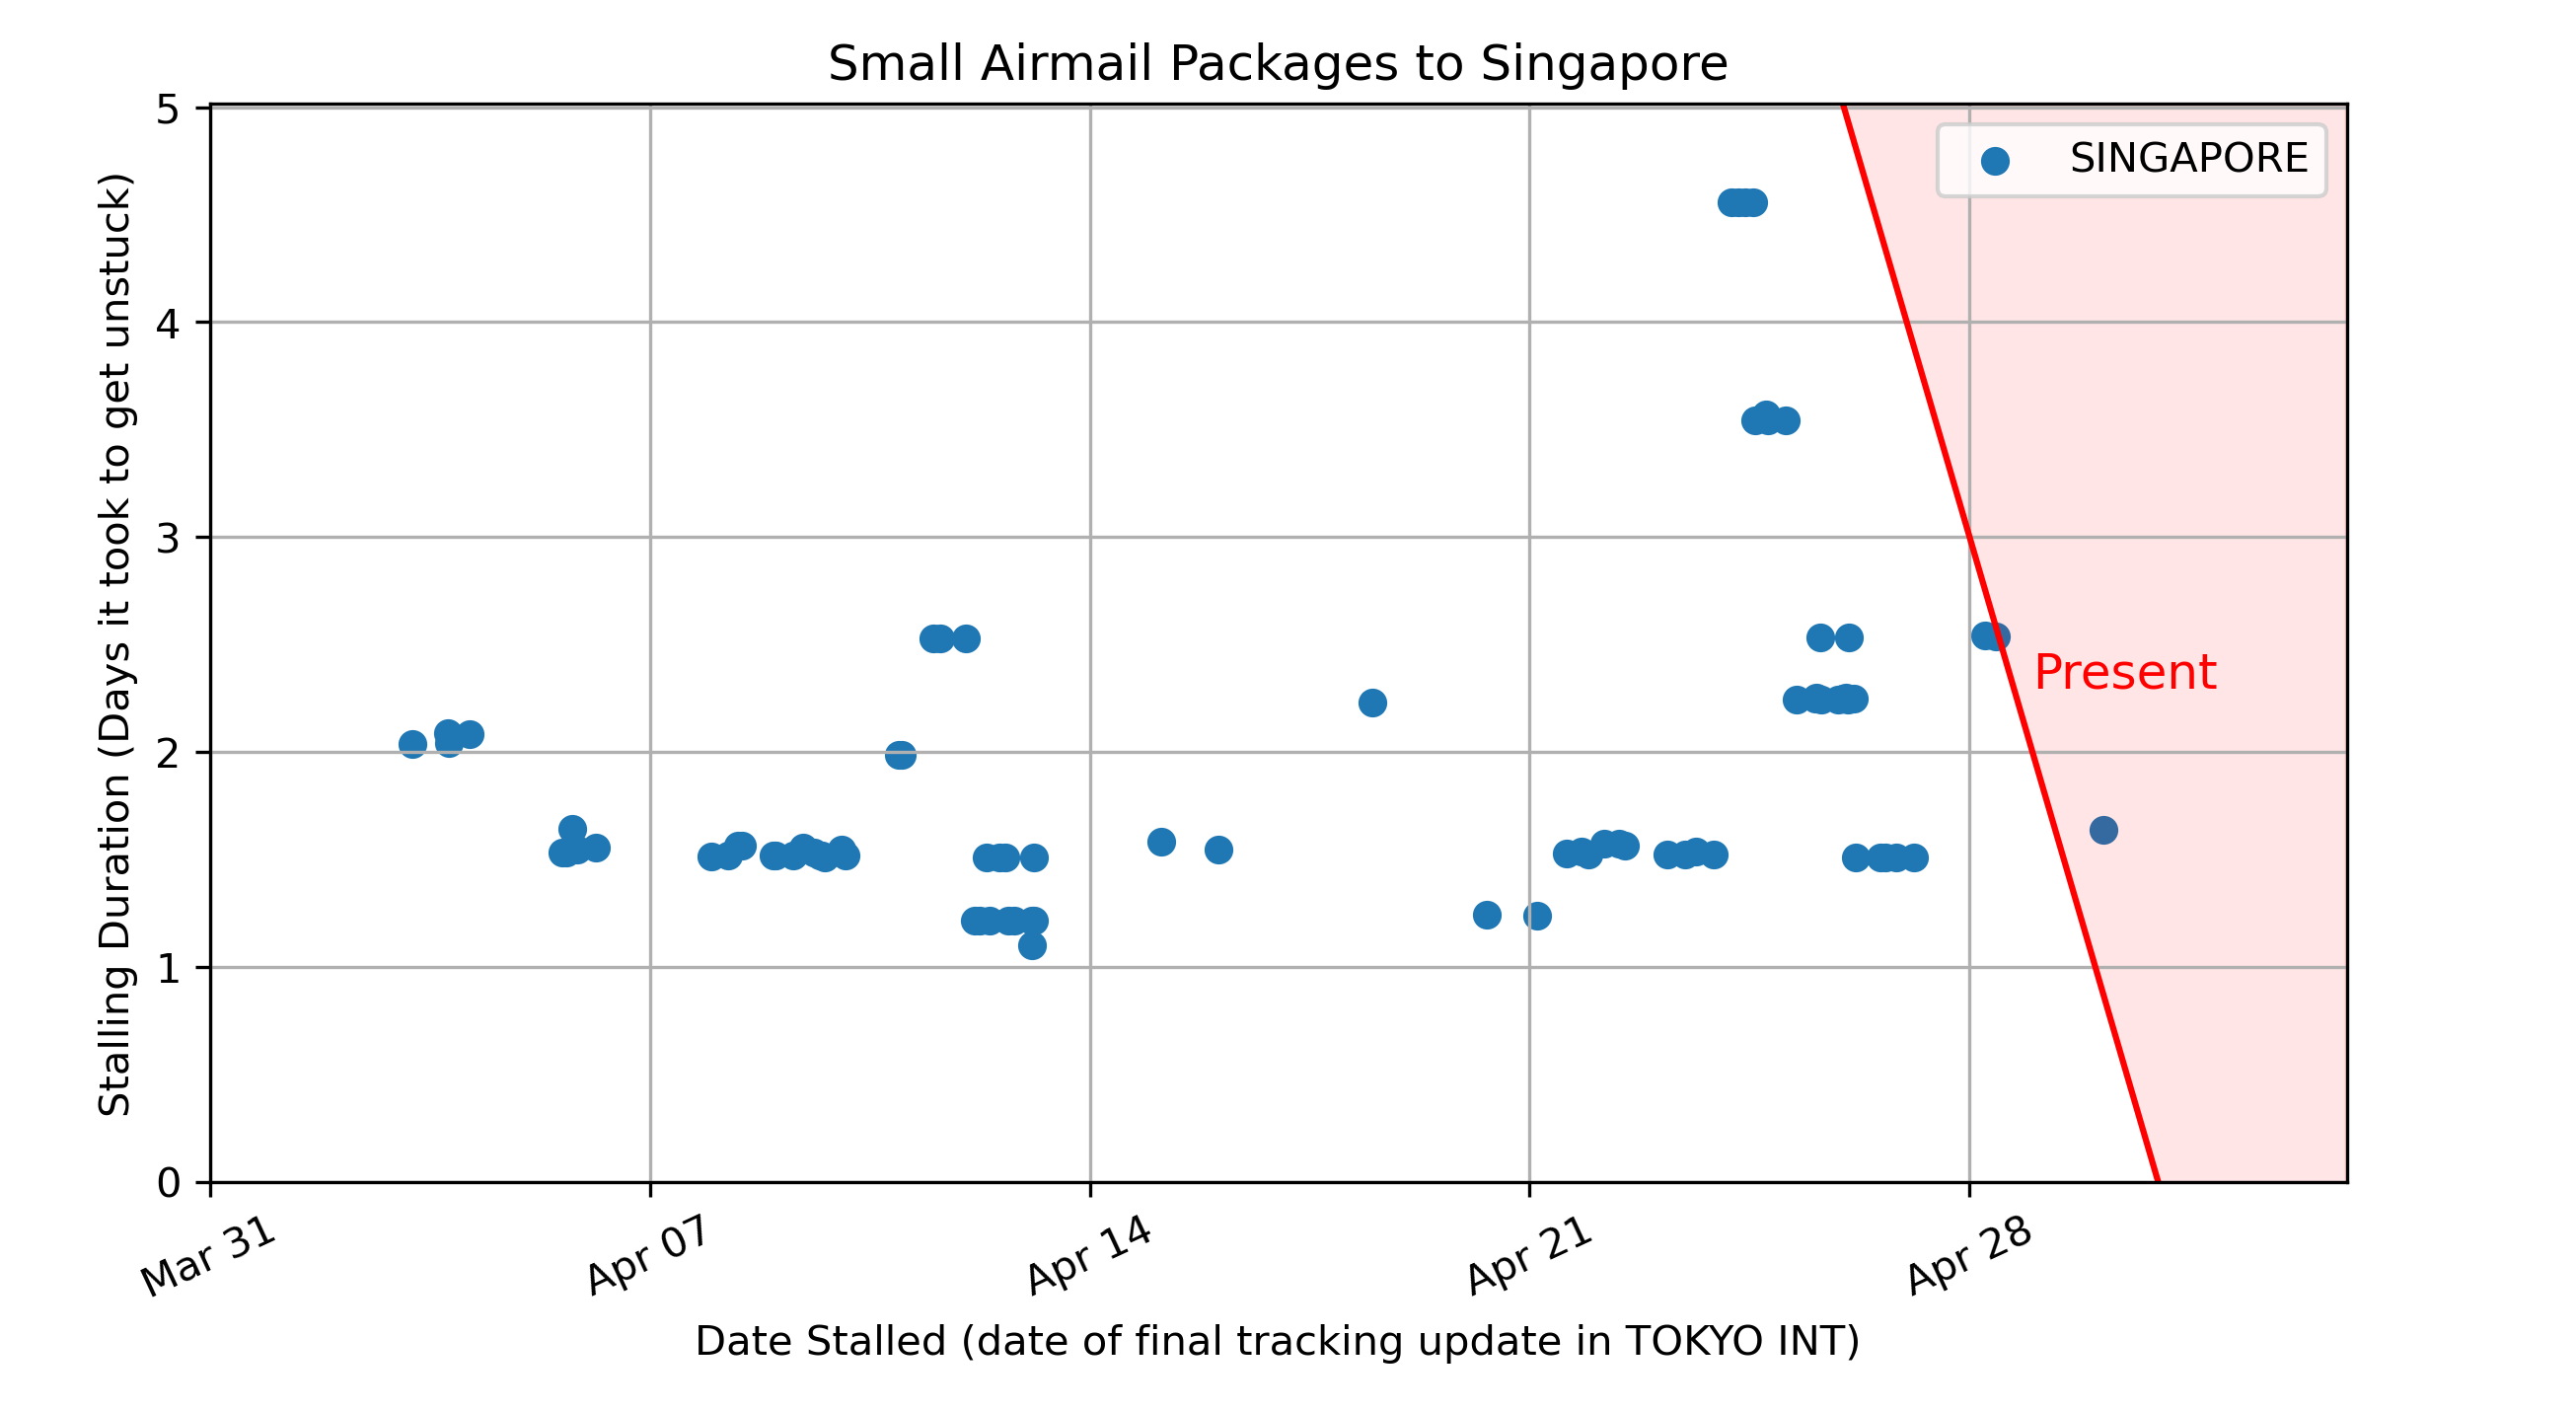 Small Airmail Packages to Singapore
Stalling Duration (Days it took to get unstuck)
5
4
3
2
1
0
SINGAPORE
Present
Mar 31
Apr 07
Apr 14
Apr 21
Apr 28
Date Stalled (date of final tracking update in TOKYO INT)